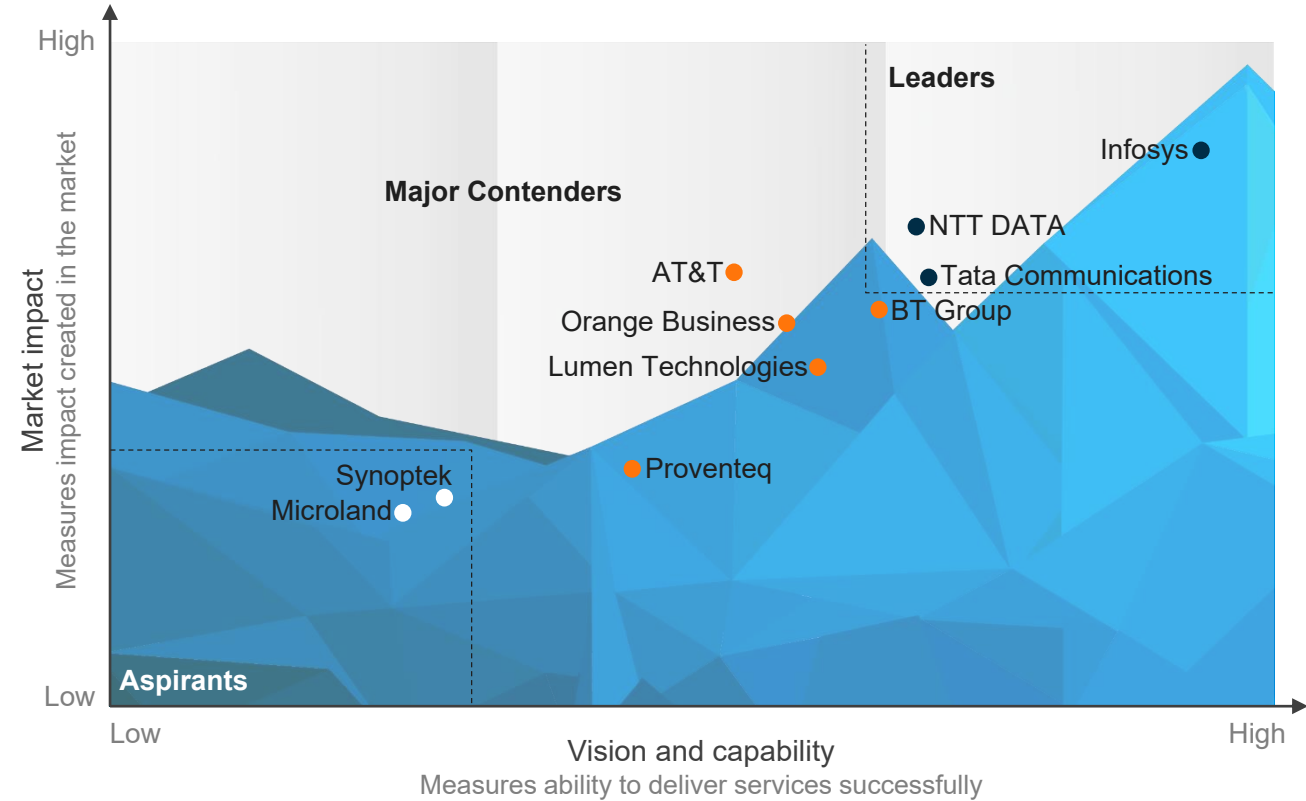 High
Leaders
Infosys
Major Contenders
NTT DATA
AT&T
Tata Communications
Orange Business
BT Group
Lumen Technologies
Proventeq
Synoptek
Microland
Aspirants
Low
Market impact
Measures impact created in the market
Low
High
Vision and capability
Measures ability to deliver services successfully